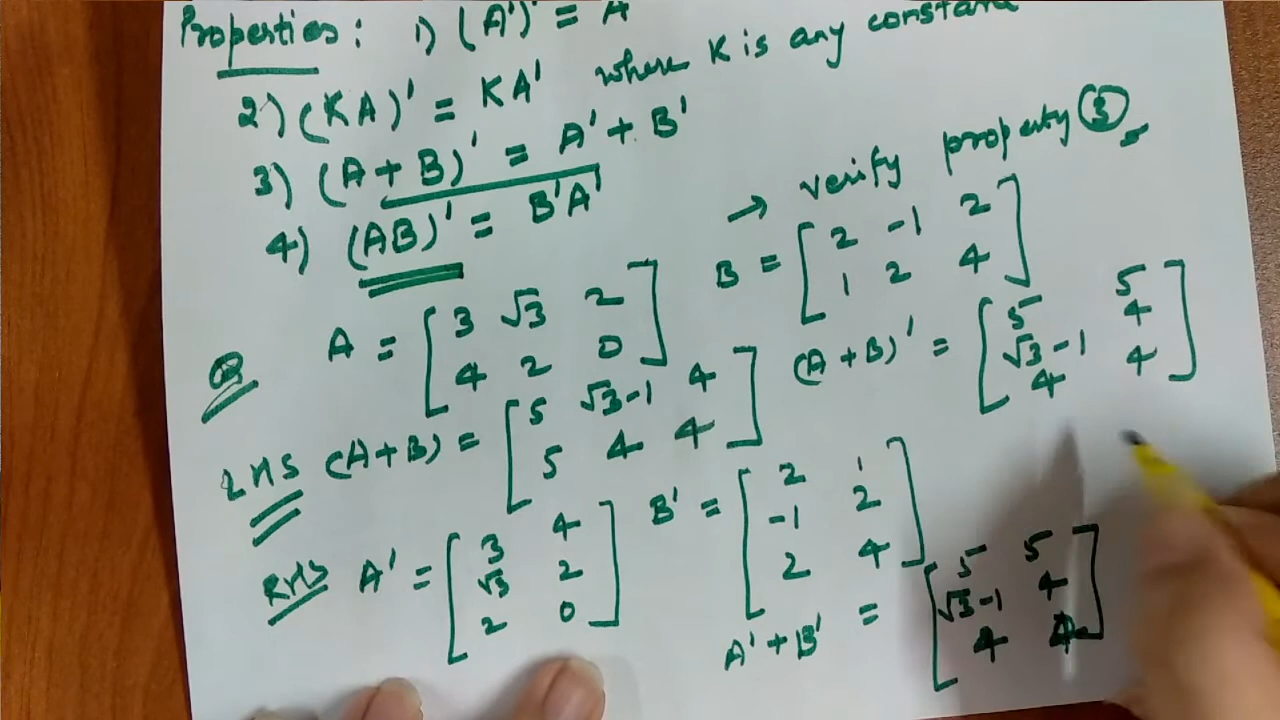 Properties: 1) (A')' = A
2) (KA)' = KA' where K is any constant
3) (A+B)' = A' + B'
4) (AB)' = B'A'
→ verify property 3
Q A = [3 √3 2
4 2 0]
B = [2 -1 2
1 2 4]
LHS (A+B) = [5 √3-1 4
5 4 4]
(A+B)' = [5 5
√3-1 4
4 4]
RHS A' = [3 4
√3 2
2 0]
B' = [2 1
-1 2
2 4]
A'+B' = [5 5
√3-1 4
4 4]